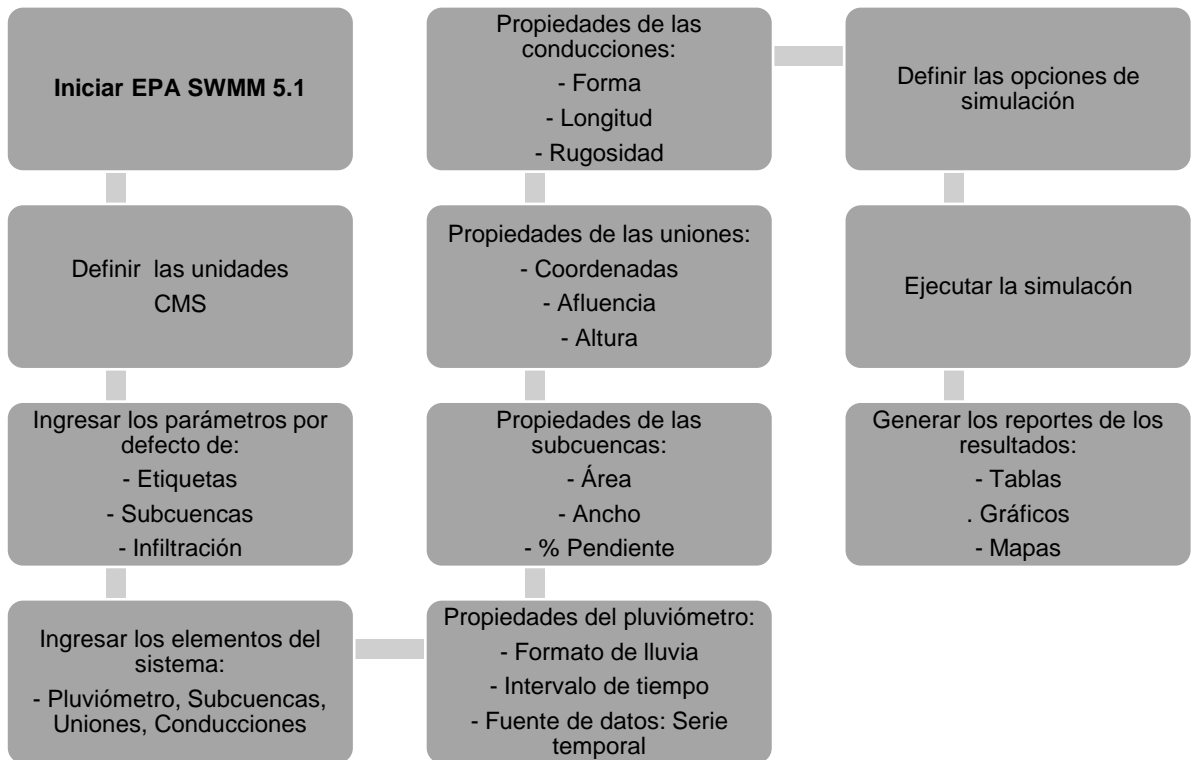 Iniciar EPA SWMM 5.1
Definir las unidades
CMS
Ingresar los parámetros por
defecto de:
- Etiquetas
- Subcuencas
- Infiltración
Ingresar los elementos del
sistema:
- Pluviómetro, Subcuencas,
Uniones, Conducciones
Propiedades del pluviómetro:
- Formato de lluvia
- Intervalo de tiempo
- Fuente de datos: Serie
temporal
Propiedades de las
subcuencas:
- Área
- Ancho
- % Pendiente
Propiedades de las uniones:
- Coordenadas
- Afluencia
- Altura
Propiedades de las
conducciones:
- Forma
- Longitud
- Rugosidad
Definir las opciones de
simulación
Ejecutar la simulacón
Generar los reportes de los
resultados:
- Tablas
. Gráficos
- Mapas